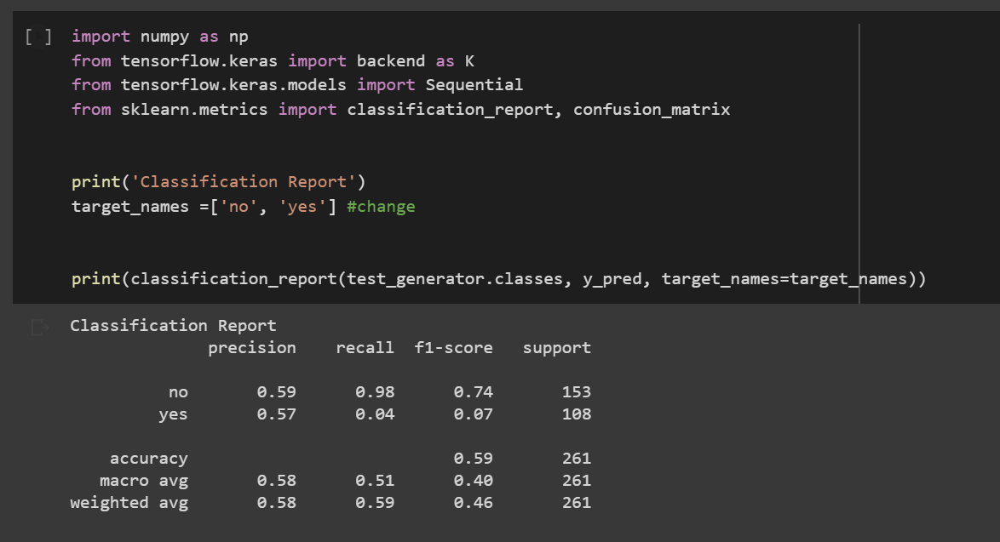 [ ] import numpy as np
from tensorflow.keras import backend as K
from tensorflow.keras.models import Sequential
from sklearn.metrics import classification_report, confusion_matrix
print('Classification Report')
target_names =['no', 'yes'] #change
print(classification_report(test_generator.classes, y_pred, target_names=target_names))
Classification Report
precision recall f1-score support
no 0.59 0.98 0.74 153
yes 0.57 0.04 0.07 108
accuracy 0.59 261
macro avg 0.58 0.51 0.40 261
weighted avg 0.58 0.59 0.46 261